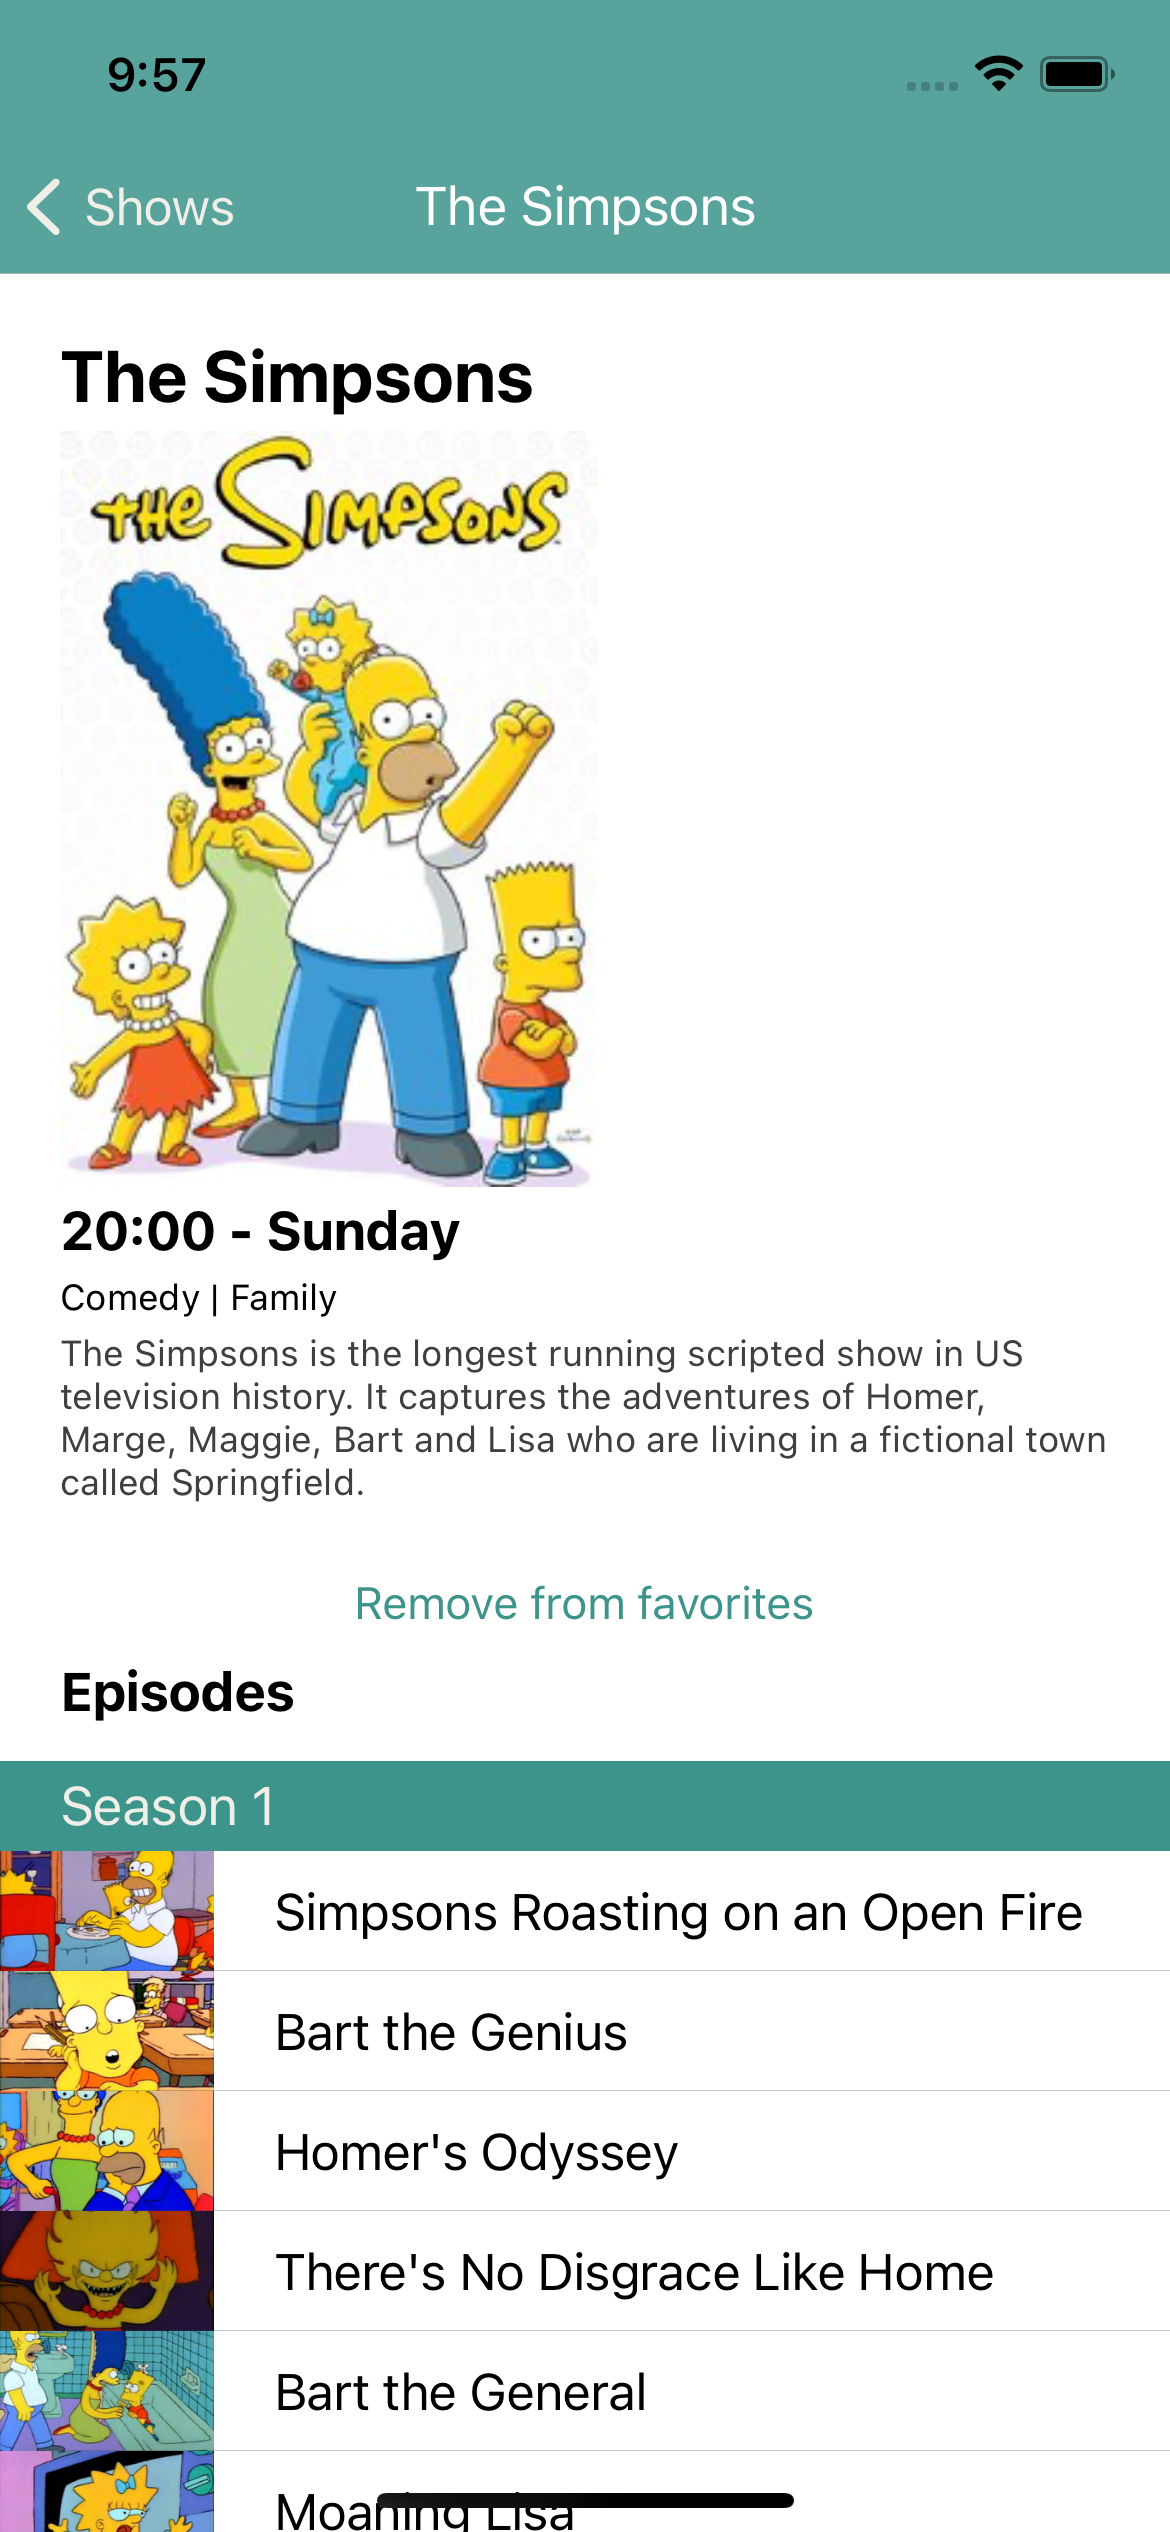 9:57
Shows
The Simpsons
The Simpsons
THE SIMPSONS
20:00 - Sunday
Comedy | Family
The Simpsons is the longest running scripted show in US
television history. It captures the adventures of Homer,
Marge, Maggie, Bart and Lisa who are living in a fictional town
called Springfield.
Remove from favorites
Episodes
Season 1
Simpsons Roasting on an Open Fire
Bart the Genius
Homer's Odyssey
There's No Disgrace Like Home
Bart the General
Moaning Lisa